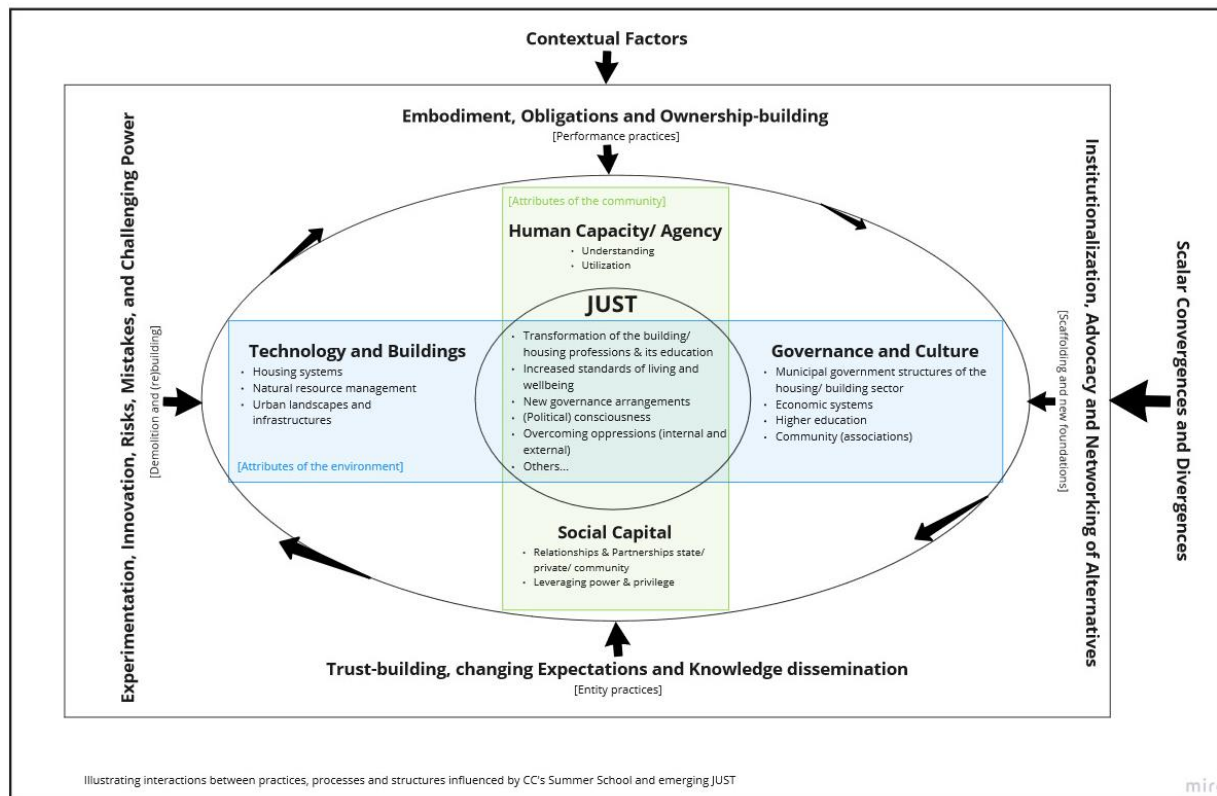 Contextual Factors
Embodiment, Obligations and Ownership-building
[Performance practices]
Experimentation, Innovation, Risks, Mistakes, and Challenging Power
[Demolition and (re)building]
[Attributes of the community]
Human Capacity/ Agency
• Understanding
• Utilization
JUST
• Transformation of the building/
housing professions & its education
• Increased standards of living and
wellbeing
• New governance arrangements
• (Political) consciousness
• Overcoming oppressions (internal and
external)
• Others...
Technology and Buildings
• Housing systems
• Natural resource management
• Urban landscapes and
infrastructures
[Attributes of the environment]
Governance and Culture
• Municipal government structures of the
housing/ building sector
• Economic systems
• Higher education
• Community (associations)
Social Capital
• Relationships & Partnerships state/
private/ community
• Leveraging power & privilege
[Scaffolding and new foundations]
Institutionalization, Advocacy and Networking of Alternatives
Scalar Convergences and Divergences
Trust-building, changing Expectations and Knowledge dissemination
[Entity practices]
Illustrating interactions between practices, processes and structures influenced by CC's Summer School and emerging JUST